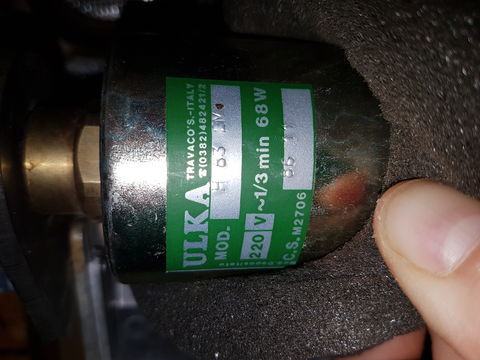 ULKA
TRAVACO'S.-ITALY
☎(0382)482421/2
MOD.
220 V ~1/3 min 68W
C.S. M2706